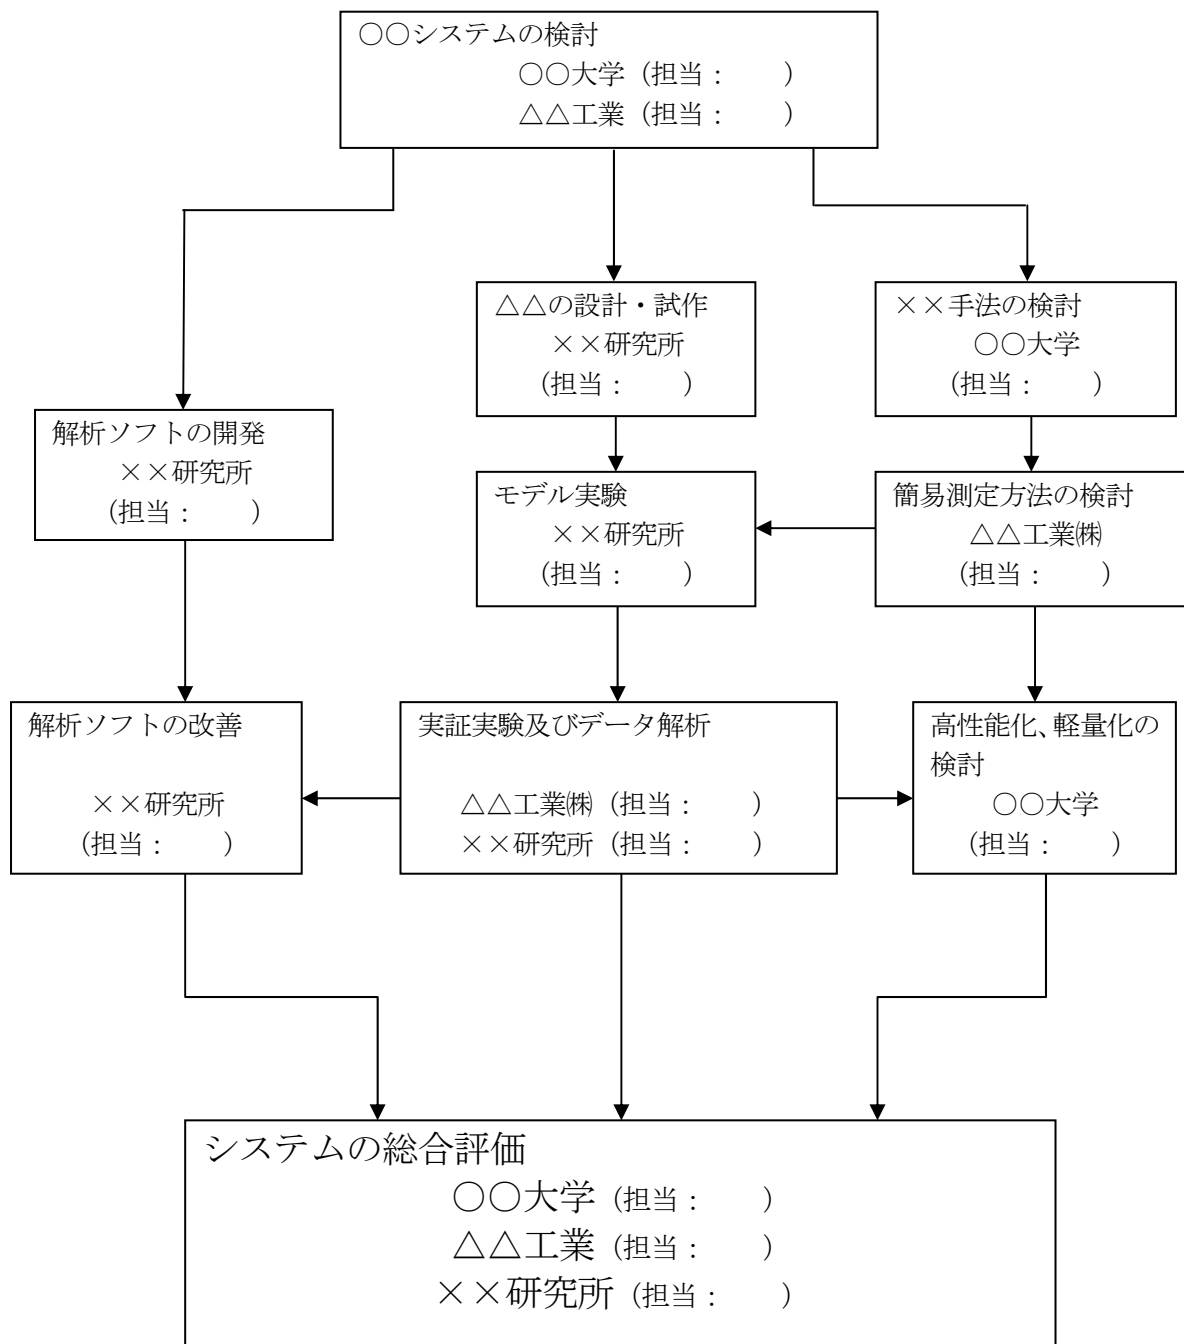 ○○システムの検討
○○大学（担当：　　）
△△工業（担当：　　）
△△の設計・試作
××研究所
（担当：　　）
××手法の検討
○○大学
（担当：　　）
解析ソフトの開発
××研究所
（担当：　　）
モデル実験
××研究所
（担当：　　）
簡易測定方法の検討
△△工業㈱
（担当：　　）
解析ソフトの改善
××研究所
（担当：　　）
実証実験及びデータ解析
△△工業㈱（担当：　　）
××研究所（担当：　　）
高性能化、軽量化の
検討
○○大学
（担当：　　）
システムの総合評価
○○大学（担当：　　）
△△工業（担当：　　）
××研究所（担当：　　）